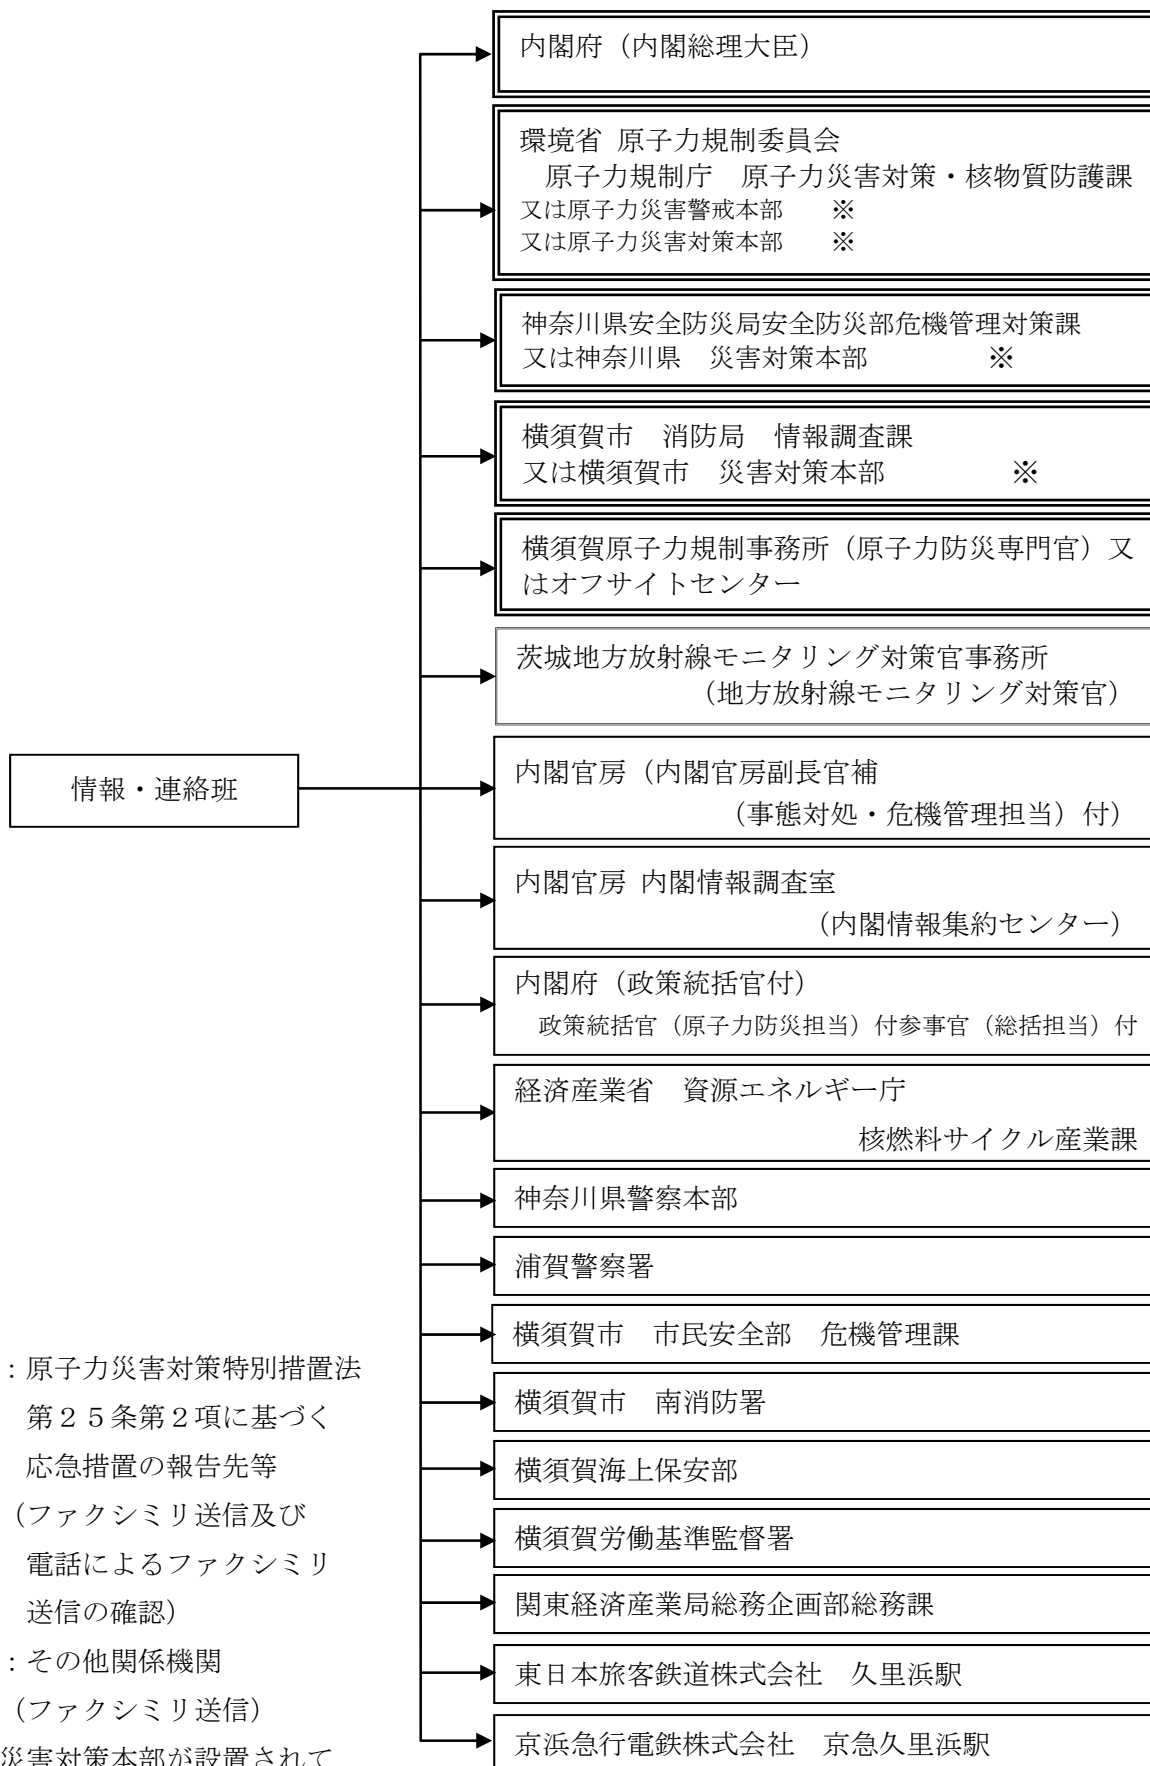 内閣府（内閣総理大臣）
環境省 原子力規制委員会
原子力規制庁　原子力災害対策・核物質防護課
又は原子力災害警戒本部　　※
又は原子力災害対策本部　　※
神奈川県安全防災局安全防災部危機管理対策課
又は神奈川県　災害対策本部　　　　※
横須賀市　消防局　情報調査課
又は横須賀市　災害対策本部　　　　※
横須賀原子力規制事務所（原子力防災専門官）又
はオフサイトセンター
茨城地方放射線モニタリング対策官事務所
（地方放射線モニタリング対策官）
情報・連絡班
内閣官房（内閣官房副長官補
（事態対処・危機管理担当）付）
内閣官房 内閣情報調査室
（内閣情報集約センター）
内閣府（政策統括官付）
政策統括官（原子力防災担当）付参事官（総括担当）付
経済産業省　資源エネルギー庁
核燃料サイクル産業課
神奈川県警察本部
浦賀警察署
横須賀市　市民安全部　危機管理課
横須賀市　南消防署
横須賀海上保安部
横須賀労働基準監督署
関東経済産業局総務企画部総務課
東日本旅客鉄道株式会社　久里浜駅
京浜急行電鉄株式会社　京急久里浜駅
：原子力災害対策特別措置法
第２５条第２項に基づく
応急措置の報告先等
（ファクシミリ送信及び
電話によるファクシミリ
送信の確認）
：その他関係機関
（ファクシミリ送信）
災害対策本部が設置されて